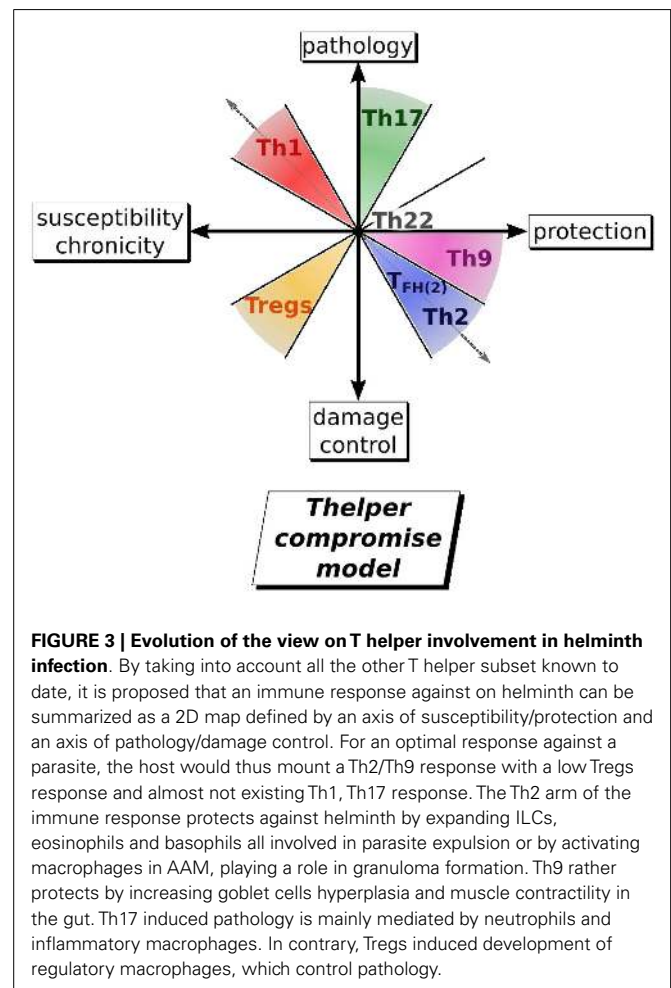 pathology
Th17
Th1
susceptibility
chronicity
Th22
protection
Th9
TFH(2)
Th2
Tregs
damage
control
Thelper
compromise
model
FIGURE 3 | Evolution of the view on T helper involvement in helminth
infection. By taking into account all the other T helper subset known to
date, it is proposed that an immune response against on helminth can be
summarized as a 2D map defined by an axis of susceptibility/protection and
an axis of pathology/damage control. For an optimal response against a
parasite, the host would thus mount a Th2/Th9 response with a low Tregs
response and almost not existing Th1, Th17 response. The Th2 arm of the
immune response protects against helminth by expanding ILCs,
eosinophils and basophils all involved in parasite expulsion or by activating
macrophages in AAM, playing a role in granuloma formation. Th9 rather
protects by increasing goblet cells hyperplasia and muscle contractility in
the gut. Th17 induced pathology is mainly mediated by neutrophils and
inflammatory macrophages. In contrary, Tregs induced development of
regulatory macrophages, which control pathology.